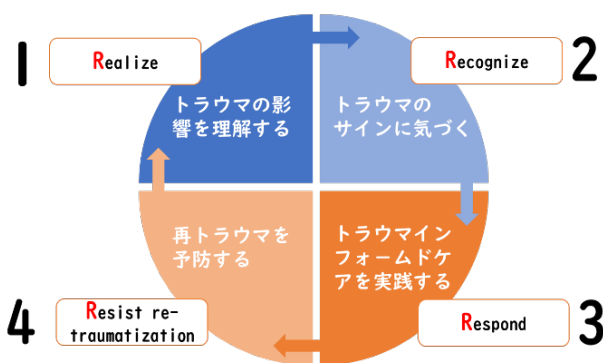 1
Realize
トラウマの影
響を理解する
2
Recognize
トラウマの
サインに気づく
3
Respond
トラウマイン
フォームドケ
アを実践する
4
Resist re-
traumatization
再トラウマを
予防する